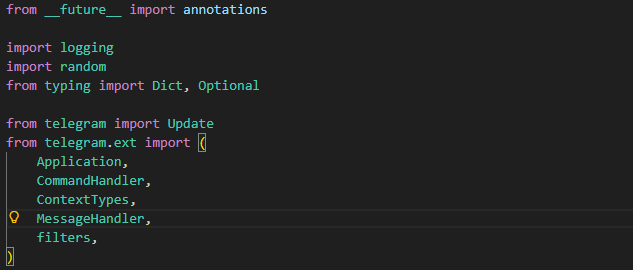 from __future__ import annotations
import logging
import random
from typing import Dict, Optional
from telegram import Update
from telegram.ext import (
    Application,
    CommandHandler,
    ContextTypes,
    MessageHandler,
    filters,
)